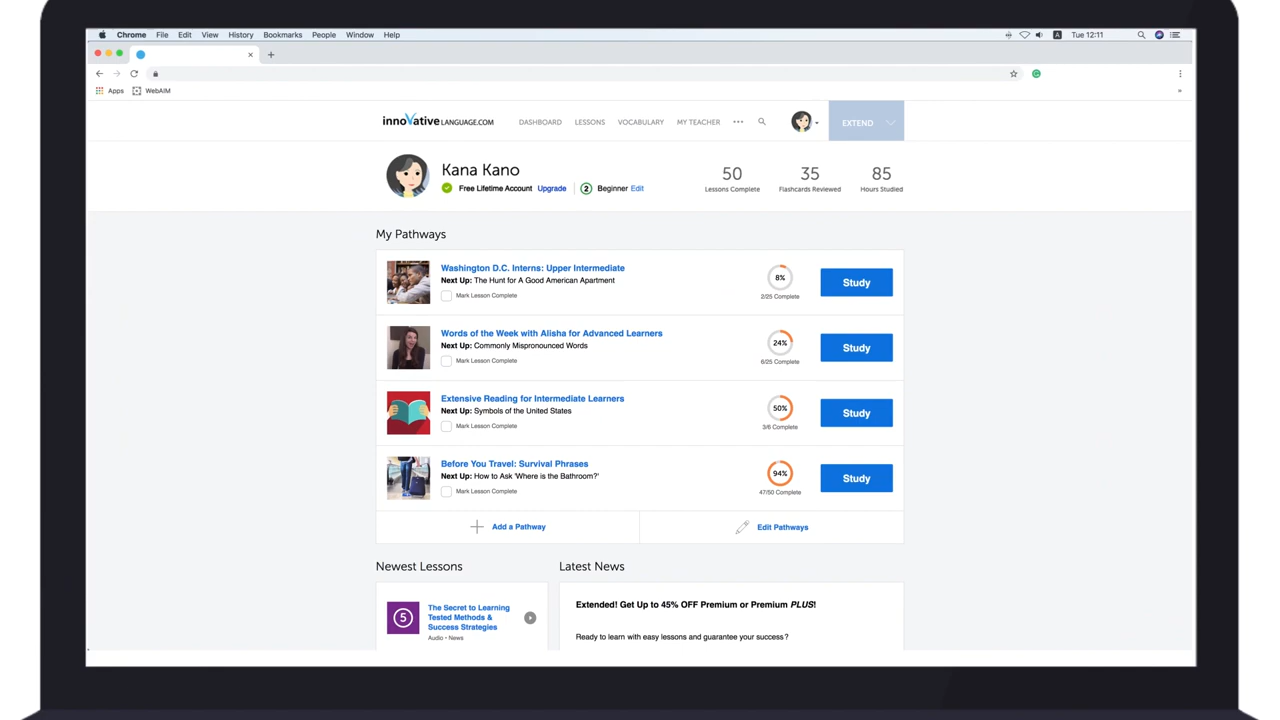 Chrome File Edit View History Bookmarks People Window Help
A Tue 12:11
Apps WebAIM
innoVative LANGUAGE.COM DASHBOARD LESSONS VOCABULARY MY TEACHER EXTEND
Kana Kano
Free Lifetime Account Upgrade 2 Beginner Edit
50 35 85
Lessons Complete Flashcards Reviewed Hours Studied
My Pathways
Washington D.C. Interns: Upper Intermediate
Next Up: The Hunt for A Good American Apartment
Mark Lesson Complete
8%
2/25 Complete
Study
Words of the Week with Alisha for Advanced Learners
Next Up: Commonly Mispronounced Words
Mark Lesson Complete
24%
6/25 Complete
Study
Extensive Reading for Intermediate Learners
Next Up: Symbols of the United States
Mark Lesson Complete
50%
3/6 Complete
Study
Before You Travel: Survival Phrases
Next Up: How to Ask 'Where is the Bathroom?'
Mark Lesson Complete
94%
47/50 Complete
Study
Add a Pathway Edit Pathways
Newest Lessons
5
The Secret to Learning
Tested Methods &
Success Strategies
Audio • News
Latest News
Extended! Get Up to 45% OFF Premium or Premium PLUS!
Ready to learn with easy lessons and guarantee your success?